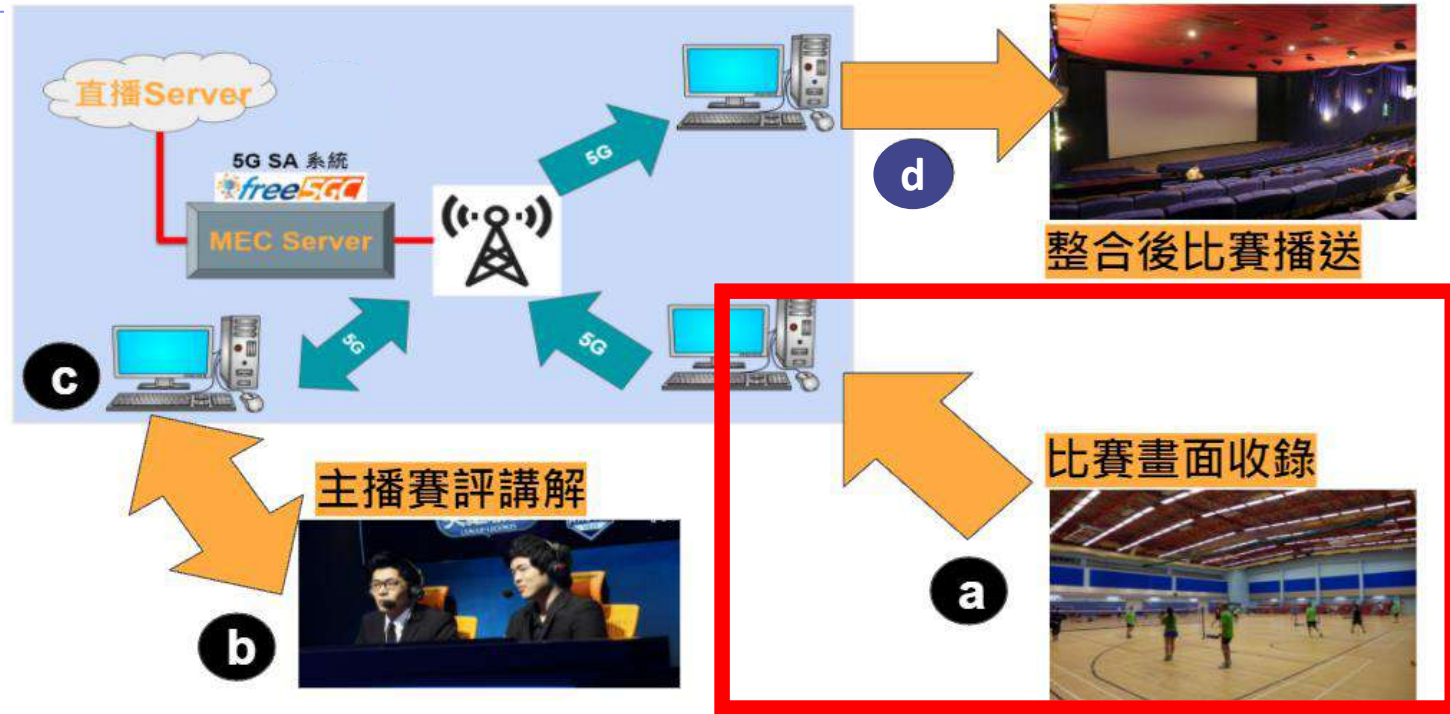 直播Server
5G SA 系統
free5GC
MEC Server
5G
5G
5G
a
b
c
d
整合後比賽播送
比賽畫面收錄
主播賽評講解